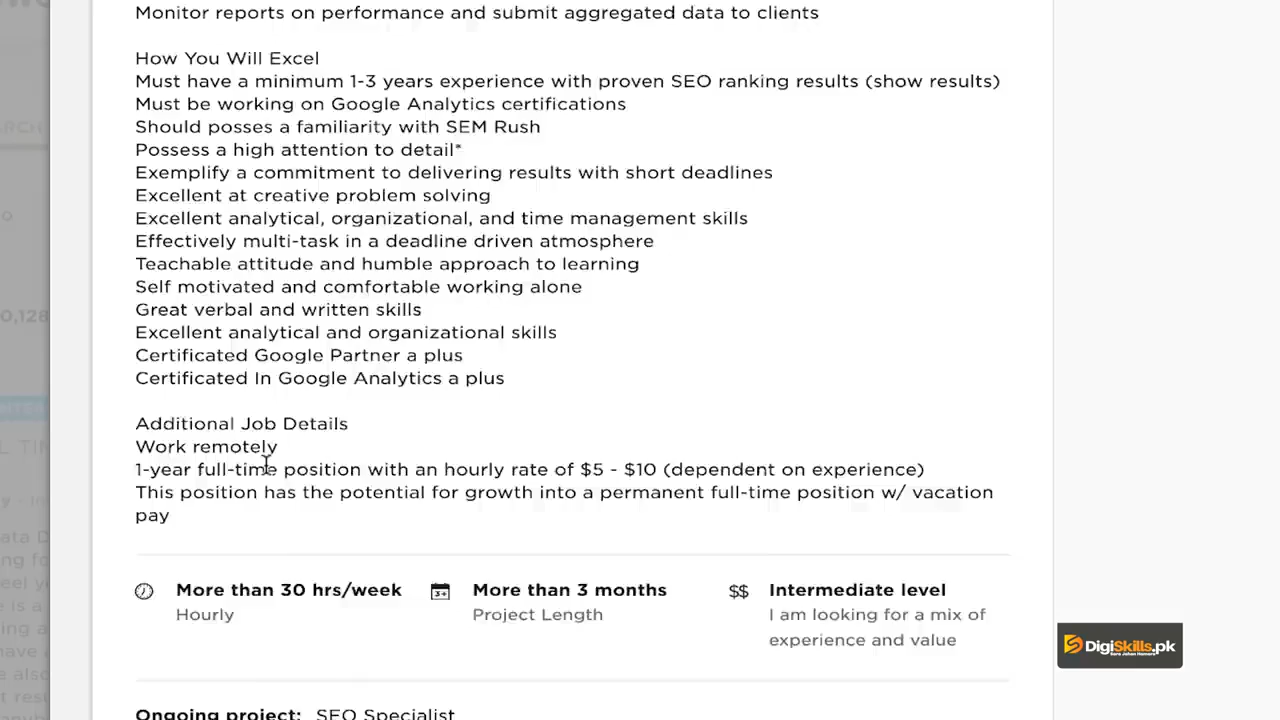 Monitor reports on performance and submit aggregated data to clients
How You Will Excel
Must have a minimum 1-3 years experience with proven SEO ranking results (show results)
Must be working on Google Analytics certifications
Should posses a familiarity with SEM Rush
Possess a high attention to detail*
Exemplify a commitment to delivering results with short deadlines
Excellent at creative problem solving
Excellent analytical, organizational, and time management skills
Effectively multi-task in a deadline driven atmosphere
Teachable attitude and humble approach to learning
Self motivated and comfortable working alone
Great verbal and written skills
Excellent analytical and organizational skills
Certificated Google Partner a plus
Certificated In Google Analytics a plus
Additional Job Details
Work remotely
1-year full-time position with an hourly rate of $5 - $10 (dependent on experience)
This position has the potential for growth into a permanent full-time position w/ vacation
pay
More than 30 hrs/week
Hourly
3+
More than 3 months
Project Length
$$
Intermediate level
I am looking for a mix of
experience and value
DigiSkills.pk
Ongoing project: SEO Specialist